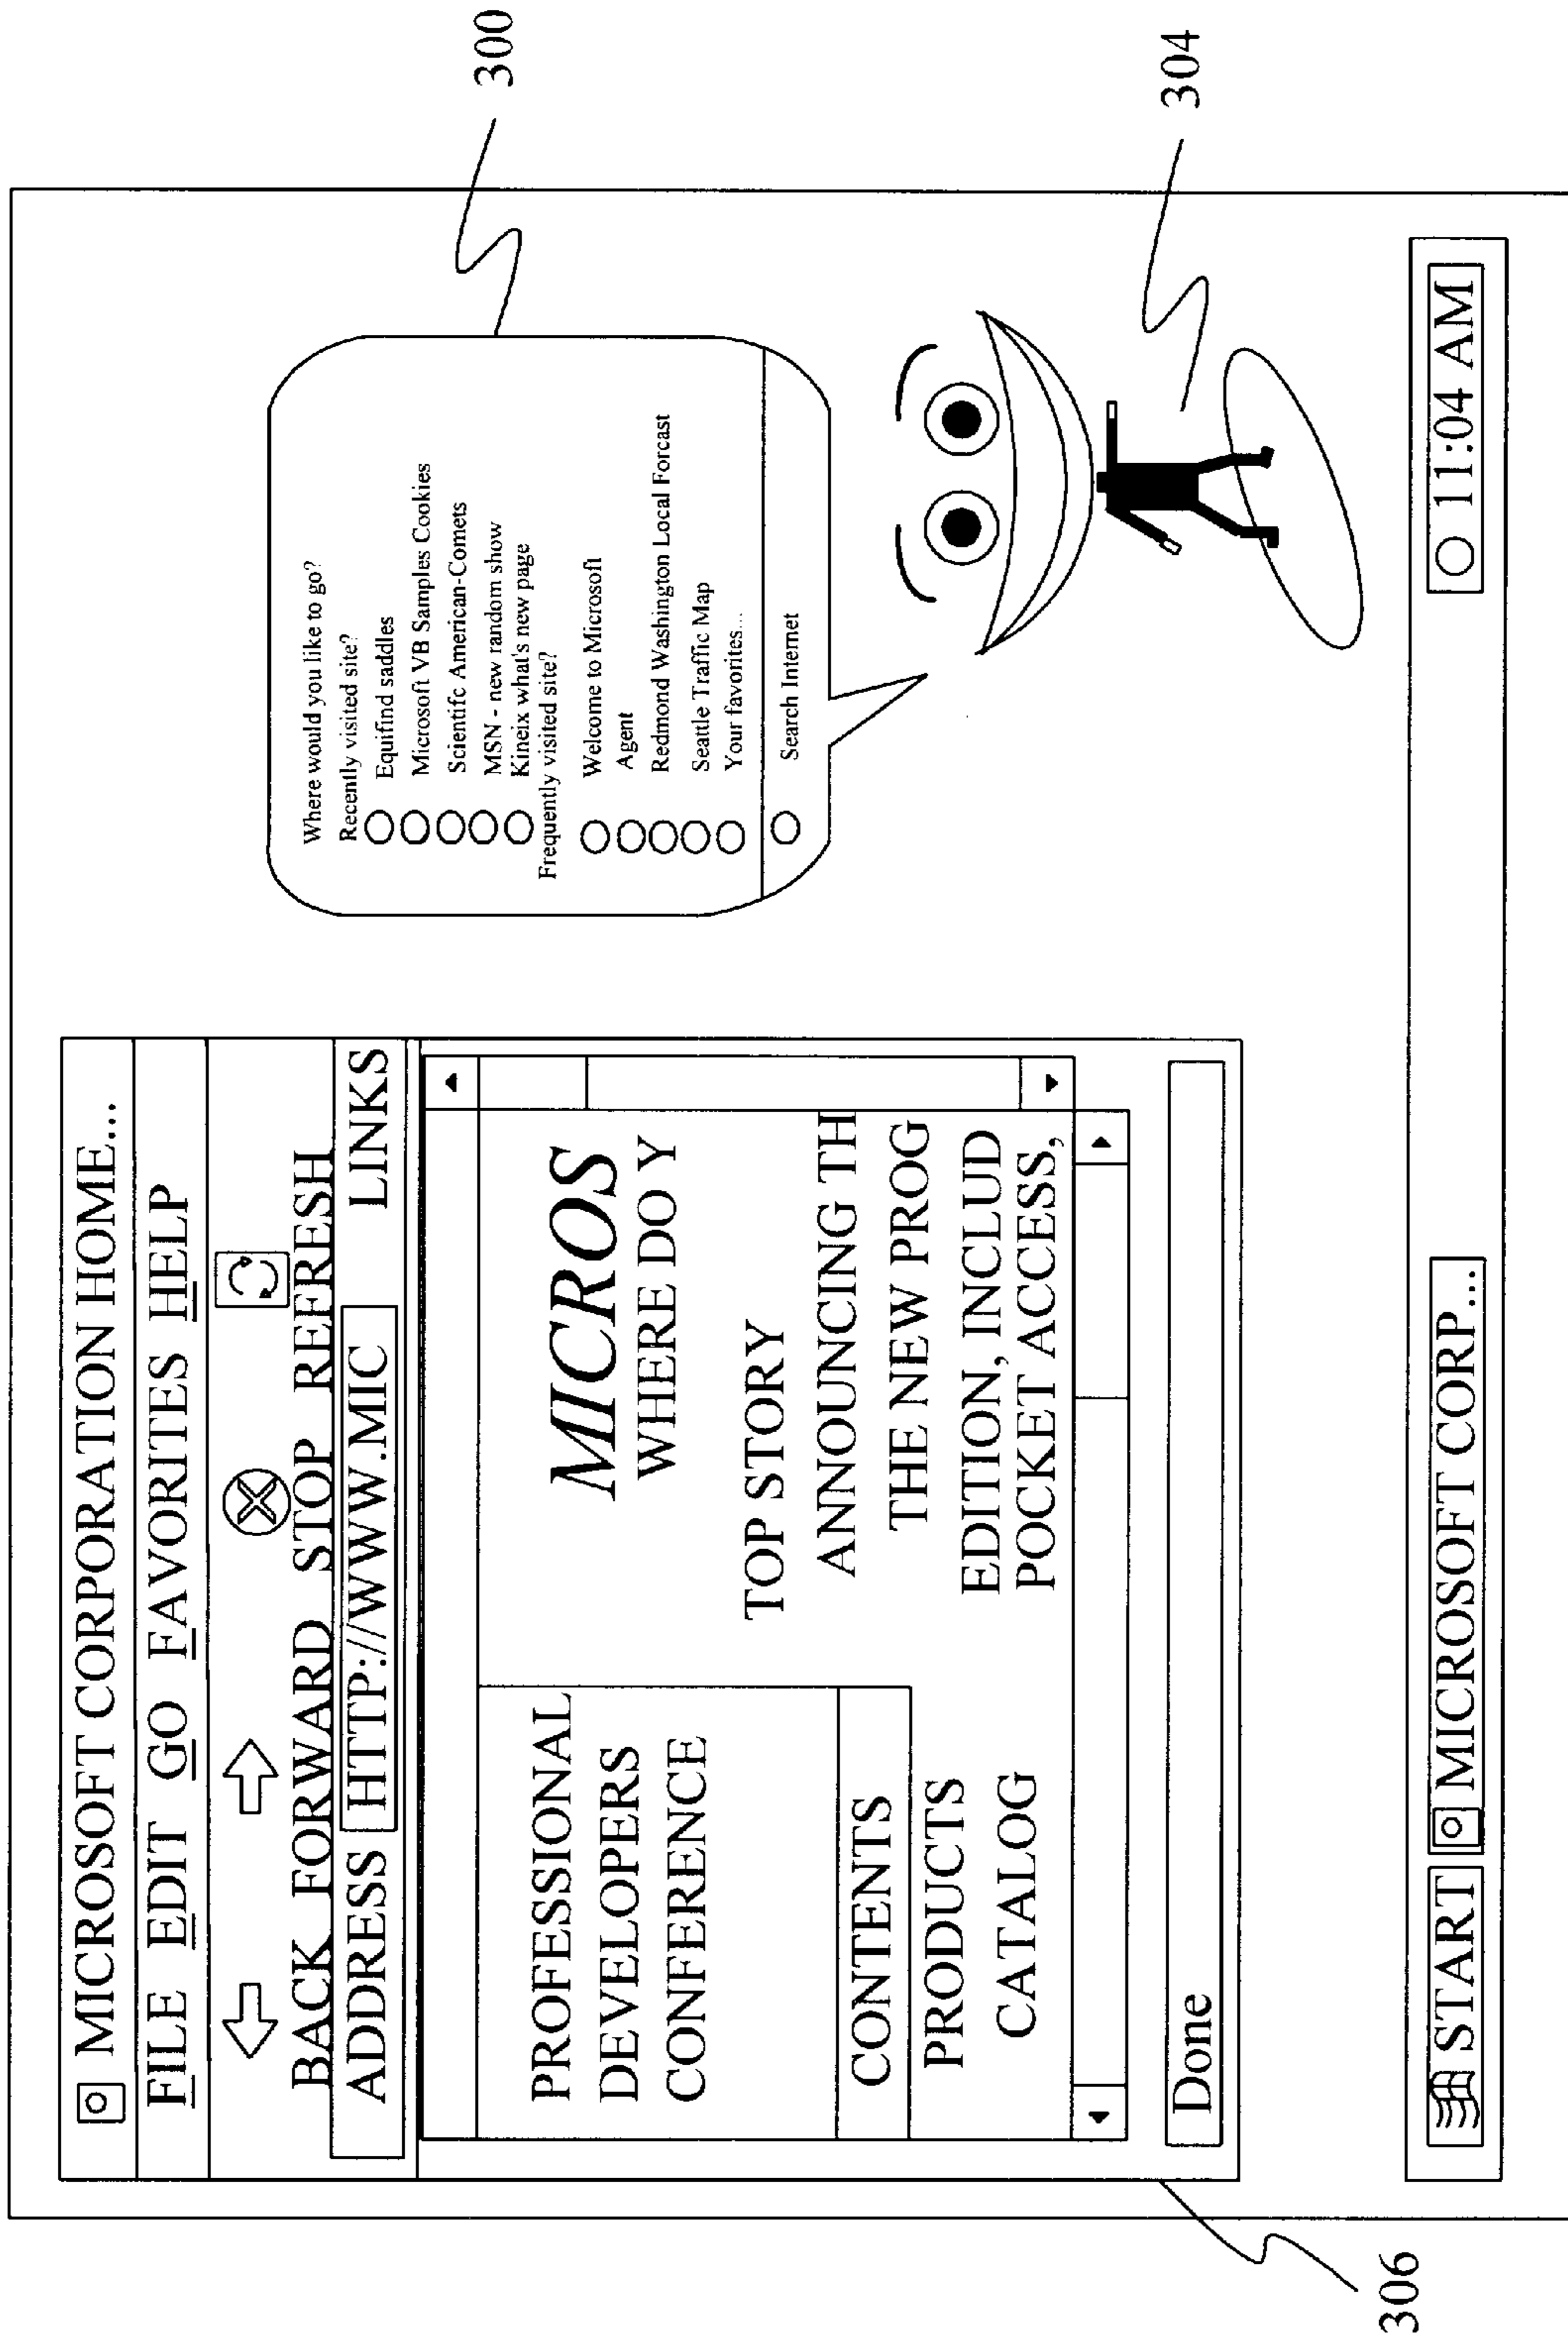 MICROSOFT CORPORATION HOME...
FILE EDIT GO FAVORITES HELP
BACK FORWARD STOP REFRESH
ADDRESS HTTP://WWW.MIC LINKS
PROFESSIONAL
DEVELOPERS
CONFERENCE
CONTENTS
PRODUCTS
CATALOG
MICROS
WHERE DO Y
TOP STORY
ANNOUNCING TH
THE NEW PROG
EDITION, INCLUD
POCKET ACCESS,
Done
306
Where would you like to go?
Recently visited site?
Equifind saddles
Microsoft VB Samples Cookies
Scientifc American-Comets
MSN - new random show
Kineix what's new page
Frequently visited site?
Welcome to Microsoft
Agent
Redmond Washington Local Forcast
Seattle Traffic Map
Your favorites...
Search Internet
300
304
START MICROSOFT CORP... 11:04 AM